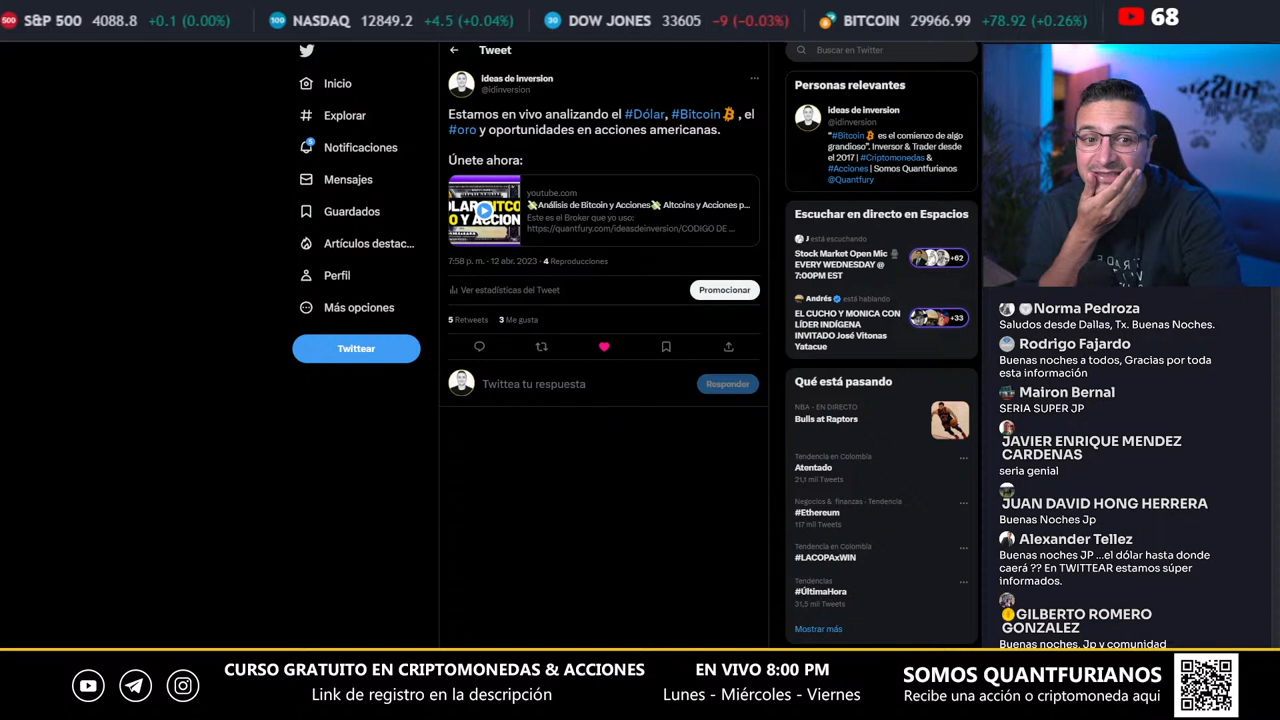 S&P 500 4088.8 +0.1 (0.00%)
NASDAQ 12849.2 +4.5 (+0.04%)
DOW JONES 33605 −9 (−0.03%)
BITCOIN 29966.99 +78.92 (+0.26%)
68
Inicio
Explorar
Notificaciones
Mensajes
Guardados
Artículos destac...
Perfil
Más opciones
Twittear
Tweet
ideas de inversion
@idinversion
Estamos en vivo analizando el #Dólar, #Bitcoin , el
#oro y oportunidades en acciones americanas.
Únete ahora:
youtube.com
Análisis de Bitcoin y Acciones Altcoins y Acciones p...
Este es el Broker que yo uso:
https://quantfury.com/ideasdeinversion/CODIGO DE ...
7:58 p. m. · 12 abr. 2023 · 4 Reproducciones
Ver estadísticas del Tweet
Promocionar
5 Retweets 3 Me gusta
Twittea tu respuesta
Responder
Buscar en Twitter
Personas relevantes
ideas de inversion
@idinversion
"#Bitcoin es el comienzo de algo
grandioso". Inversor & Trader desde
el 2017 | #Criptomonedas &
#Acciones | Somos Quantfurianos
@Quantfury
Escuchar en directo en Espacios
J está escuchando
Stock Market Open Mic
EVERY WEDNESDAY @
7:00PM EST
+62
Andrés está hablando
EL CUCHO Y MONICA CON
LÍDER INDÍGENA
INVITADO José Vitonas
Yatacue
+33
Qué está pasando
NBA · EN DIRECTO
Bulls at Raptors
Tendencia en Colombia
Atentado
21,1 mil Tweets
Negocios & finanzas · Tendencia
#Ethereum
117 mil Tweets
Tendencia en Colombia
#LACOPAxWIN
Tendencias
#ÚltimaHora
31,5 mil Tweets
Mostrar más
Norma Pedroza
Saludos desde Dallas, Tx. Buenas Noches.
Rodrigo Fajardo
Buenas noches a todos, Gracias por toda
esta información
Mairon Bernal
SERIA SUPER JP
JAVIER ENRIQUE MENDEZ
CARDENAS
seria genial
JUAN DAVID HONG HERRERA
Buenas Noches Jp
Alexander Tellez
Buenas noches JP ...el dólar hasta donde
caerá ?? En TWITTEAR estamos súper
informados.
GILBERTO ROMERO
GONZALEZ
Buenas noches, Jp y comunidad
CURSO GRATUITO EN CRIPTOMONEDAS & ACCIONES
Link de registro en la descripción
EN VIVO 8:00 PM
Lunes - Miércoles - Viernes
SOMOS QUANTFURIANOS
Recibe una acción o criptomoneda aqui